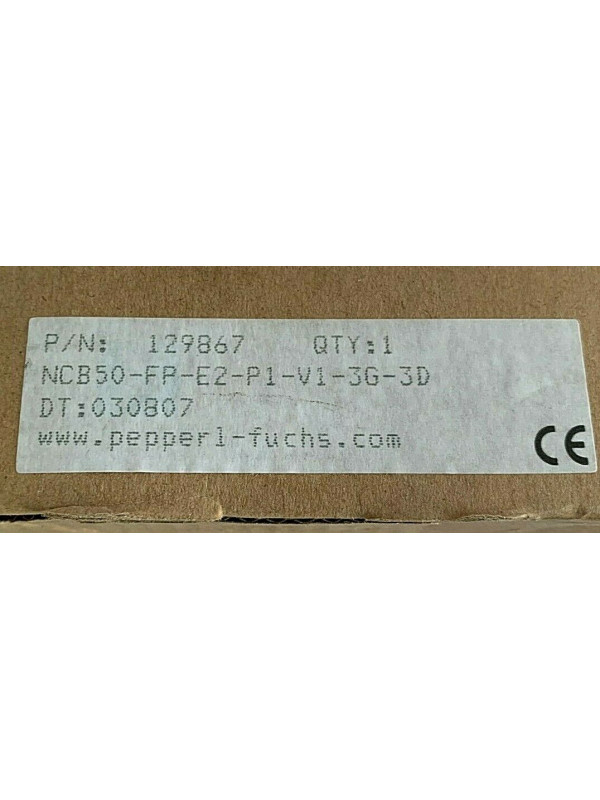 P/N: 129867 QTY:1
NCB50-FP-E2-P1-V1-3G-3D
DT:030807
www.pepperl-fuchs.com
CE